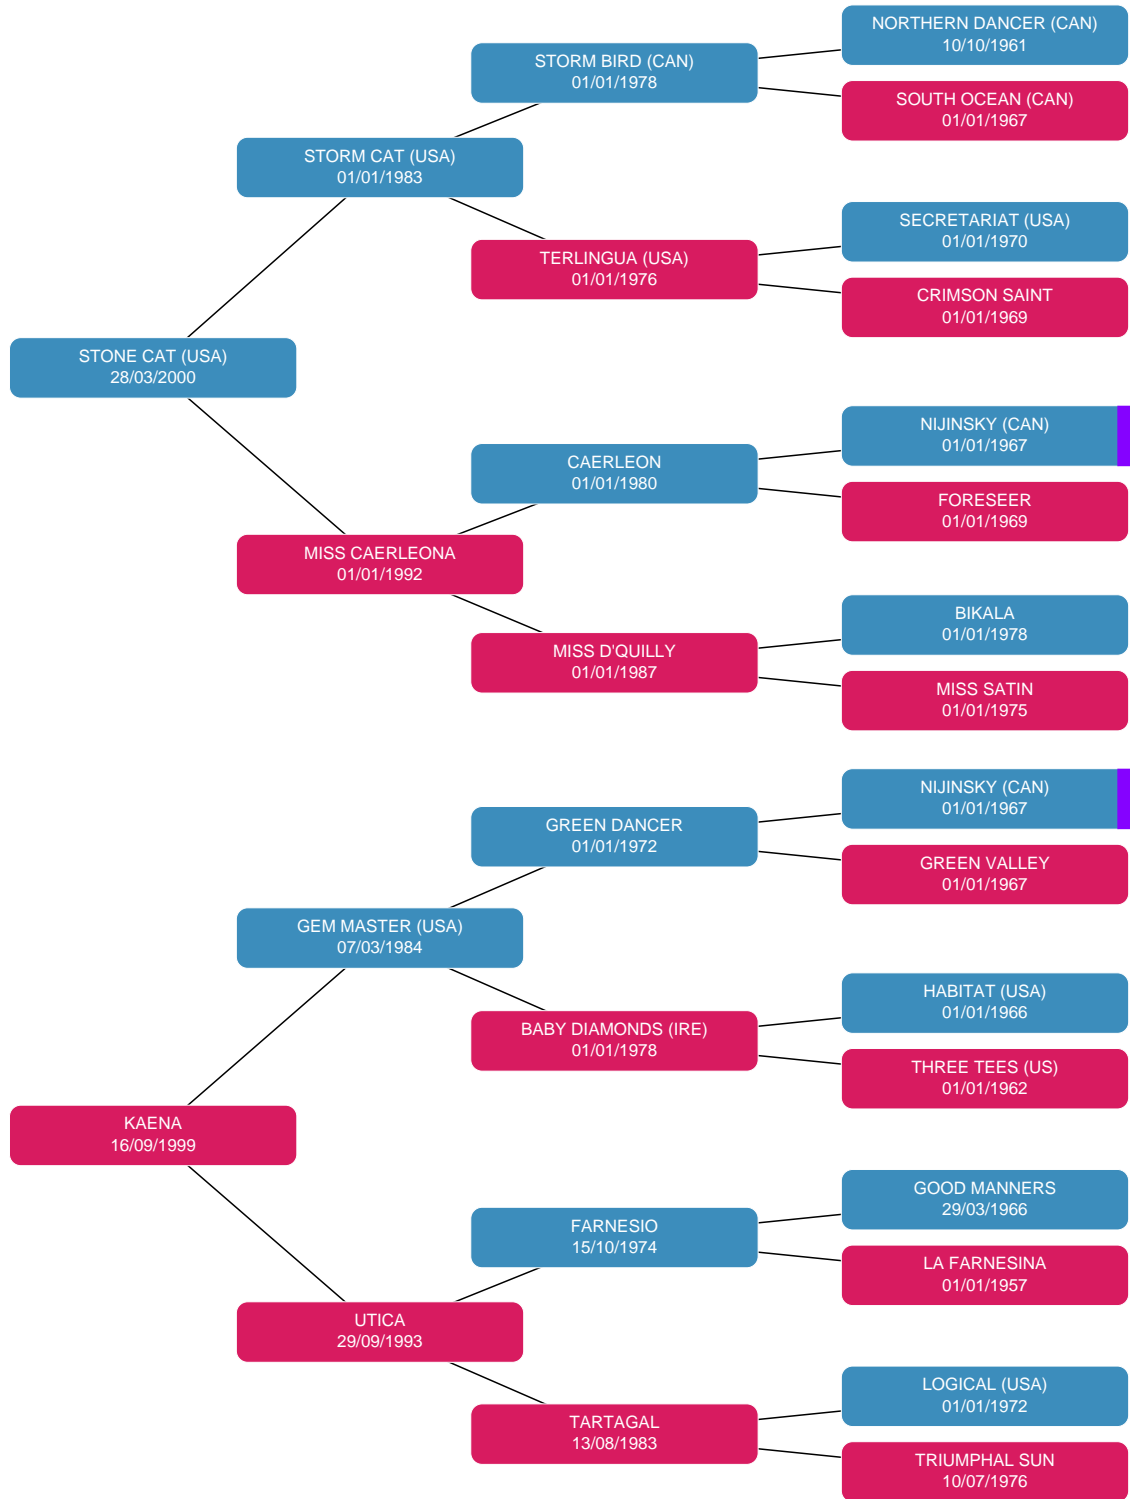 NORTHERN DANCER (CAN)
10/10/1961
STORM BIRD (CAN)
01/01/1978
SOUTH OCEAN (CAN)
01/01/1967
STORM CAT (USA)
01/01/1983
SECRETARIAT (USA)
01/01/1970
TERLINGUA (USA)
01/01/1976
CRIMSON SAINT
01/01/1969
STONE CAT (USA)
28/03/2000
NIJINSKY (CAN)
01/01/1967
CAERLEON
01/01/1980
FORESEER
01/01/1969
MISS CAERLEONA
01/01/1992
BIKALA
01/01/1978
MISS D'QUILLY
01/01/1987
MISS SATIN
01/01/1975
NIJINSKY (CAN)
01/01/1967
GREEN DANCER
01/01/1972
GREEN VALLEY
01/01/1967
GEM MASTER (USA)
07/03/1984
HABITAT (USA)
01/01/1966
BABY DIAMONDS (IRE)
01/01/1978
THREE TEES (US)
01/01/1962
KAENA
16/09/1999
GOOD MANNERS
29/03/1966
FARNESIO
15/10/1974
LA FARNESINA
01/01/1957
UTICA
29/09/1993
LOGICAL (USA)
01/01/1972
TARTAGAL
13/08/1983
TRIUMPHAL SUN
10/07/1976